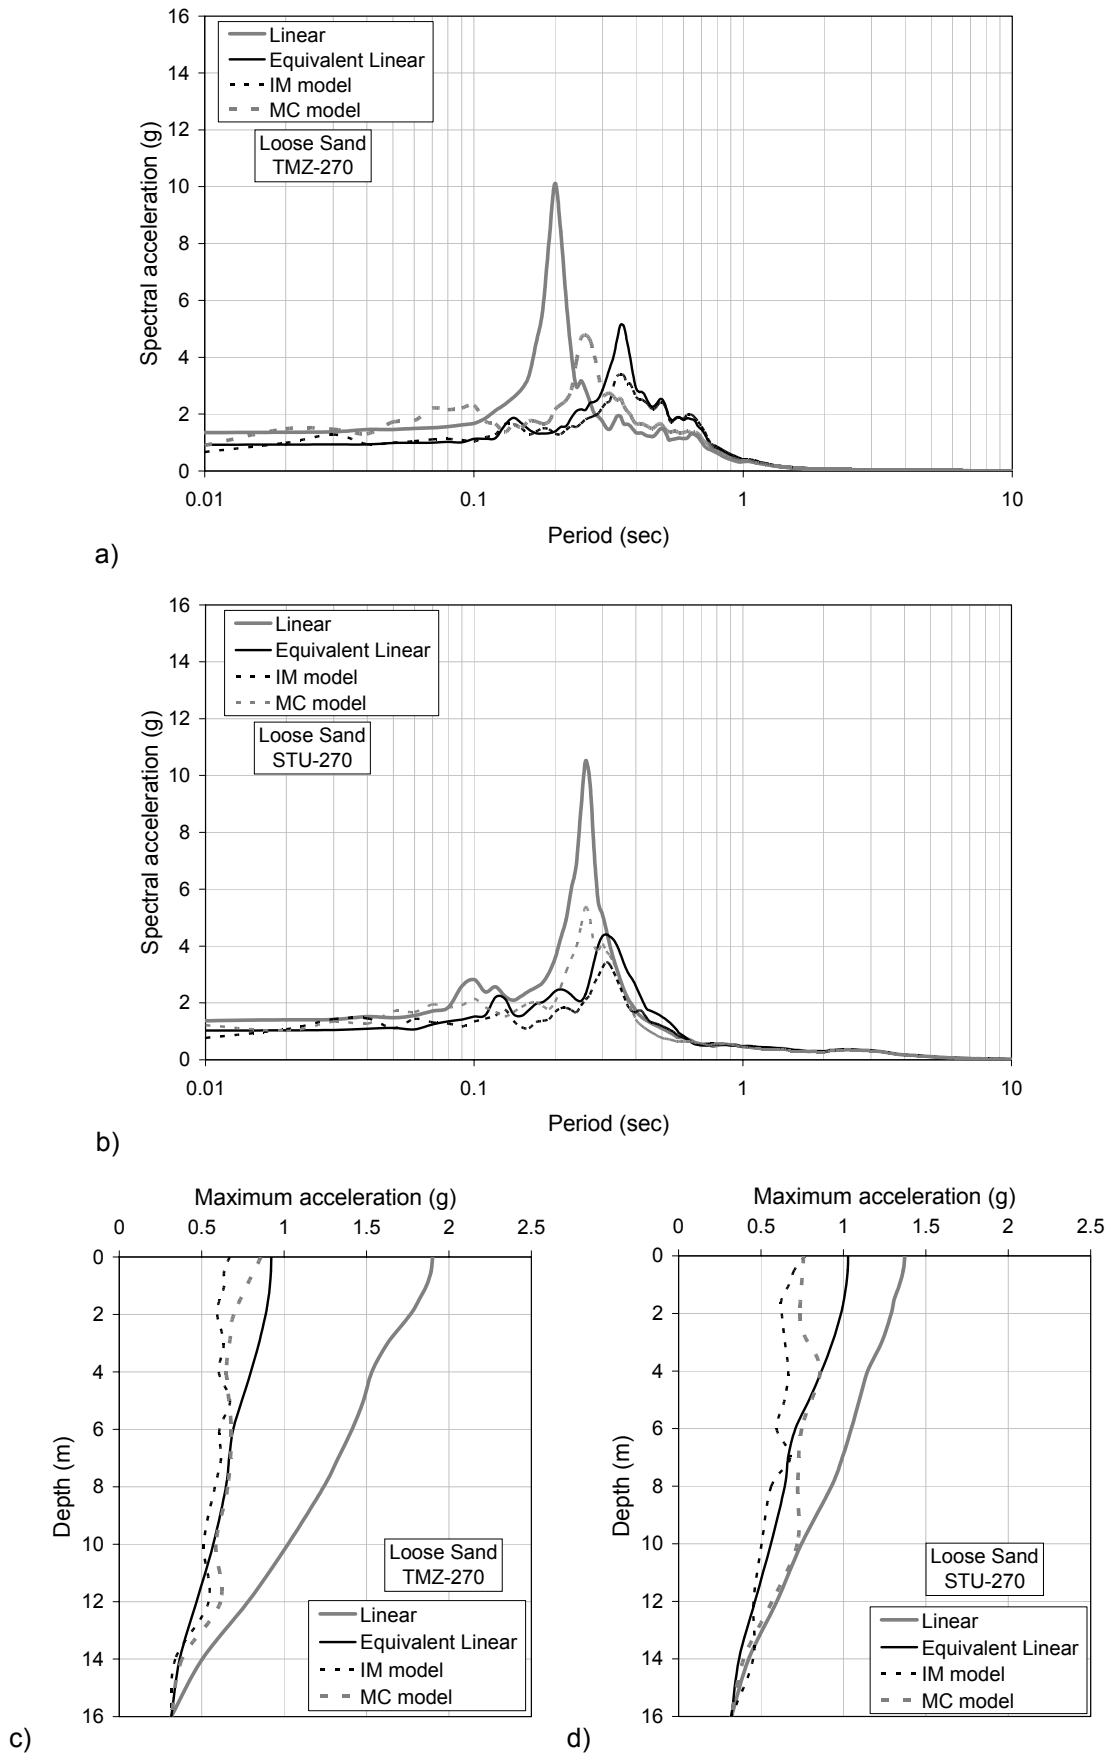 16
14
12
10
8
6
4
2
0
Spectral acceleration (g)
Linear
Equivalent Linear
IM model
MC model
Loose Sand
TMZ-270
0.01
0.1
1
10
Period (sec)
a)
16
14
12
10
8
6
4
2
0
Spectral acceleration (g)
Linear
Equivalent Linear
IM model
MC model
Loose Sand
STU-270
0.01
0.1
1
10
Period (sec)
b)
Maximum acceleration (g)
0
0.5
1
1.5
2
2.5
0
2
4
6
8
10
12
14
16
Depth (m)
Loose Sand
TMZ-270
Linear
Equivalent Linear
IM model
MC model
c)
Maximum acceleration (g)
0
0.5
1
1.5
2
2.5
0
2
4
6
8
10
12
14
16
Depth (m)
Loose Sand
STU-270
Linear
Equivalent Linear
IM model
MC model
d)